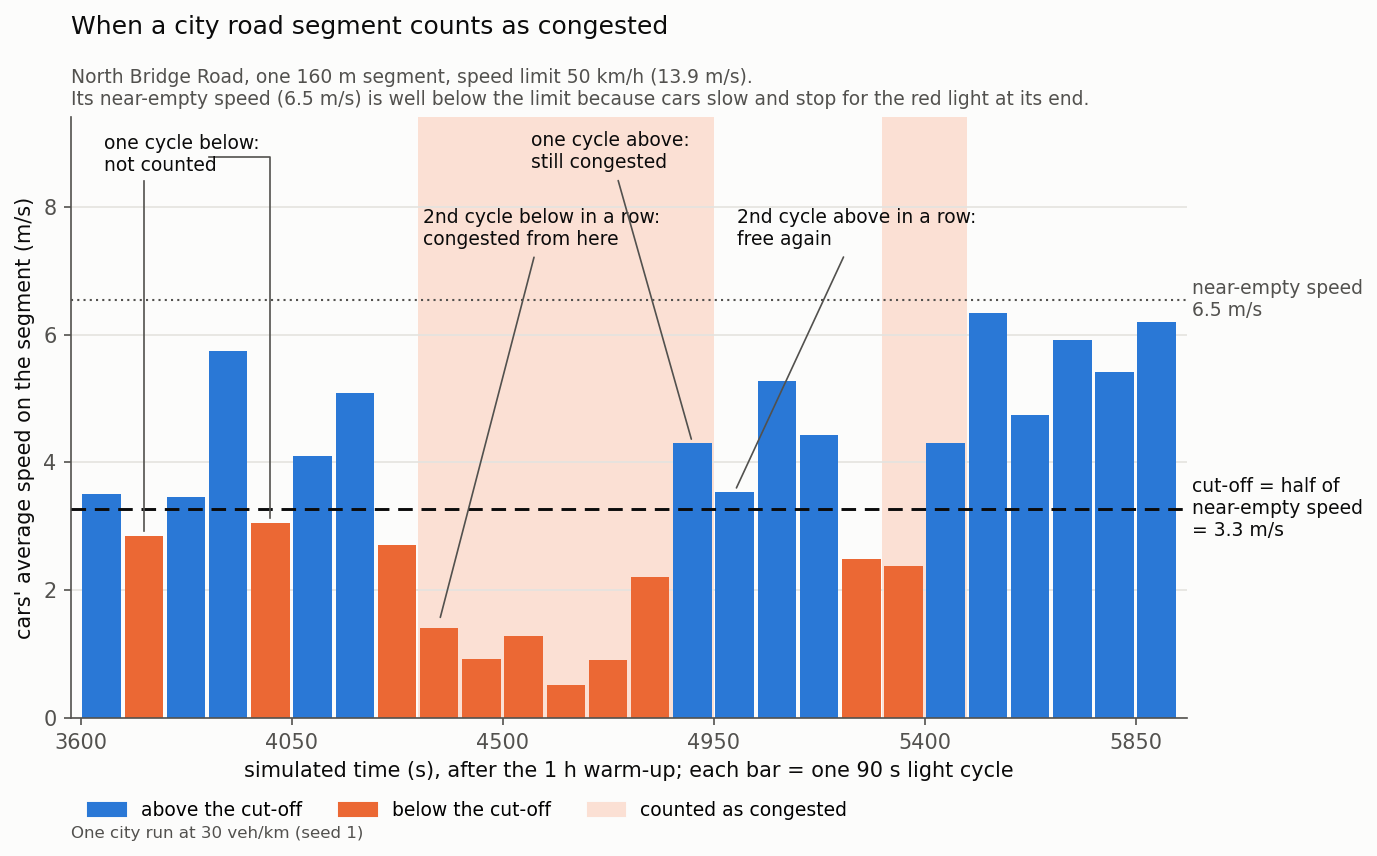 When a city road segment counts as congested
North Bridge Road, one 160 m segment, speed limit 50 km/h (13.9 m/s).
Its near-empty speed (6.5 m/s) is well below the limit because cars slow and stop for the red light at its end.
one cycle below:
not counted
one cycle above:
still congested
2nd cycle below in a row:
congested from here
2nd cycle above in a row:
free again
near-empty speed
6.5 m/s
cut-off = half of
near-empty speed
= 3.3 m/s
cars' average speed on the segment (m/s)
8
6
4
2
0
3600
4050
4500
4950
5400
5850
simulated time (s), after the 1 h warm-up; each bar = one 90 s light cycle
above the cut-off
below the cut-off
counted as congested
One city run at 30 veh/km (seed 1)